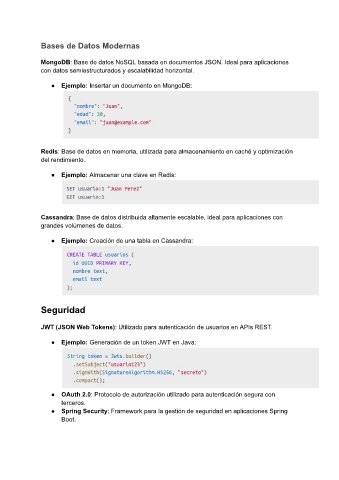 Bases de Datos Modernas
MongoDB: Base de datos NoSQL basada en documentos JSON. Ideal para aplicaciones
con datos semiestructurados y escalabilidad horizontal.
● Ejemplo: Insertar un documento en MongoDB:
{
"nombre": "Juan",
"edad": 30,
"email": "juan@example.com"
}
Redis: Base de datos en memoria, utilizada para almacenamiento en caché y optimización
del rendimiento.
● Ejemplo: Almacenar una clave en Redis:
SET usuario:1 "Juan Perez"
GET usuario:1
Cassandra: Base de datos distribuida altamente escalable, ideal para aplicaciones con
grandes volúmenes de datos.
● Ejemplo: Creación de una tabla en Cassandra:
CREATE TABLE usuarios (
id UUID PRIMARY KEY,
nombre text,
email text
);
Seguridad
JWT (JSON Web Tokens): Utilizado para autenticación de usuarios en APIs REST.
● Ejemplo: Generación de un token JWT en Java:
String token = Jwts.builder()
.setSubject("usuario123")
.signWith(SignatureAlgorithm.HS256, "secreto")
.compact();
● OAuth 2.0: Protocolo de autorización utilizado para autenticación segura con
terceros.
● Spring Security: Framework para la gestión de seguridad en aplicaciones Spring
Boot.